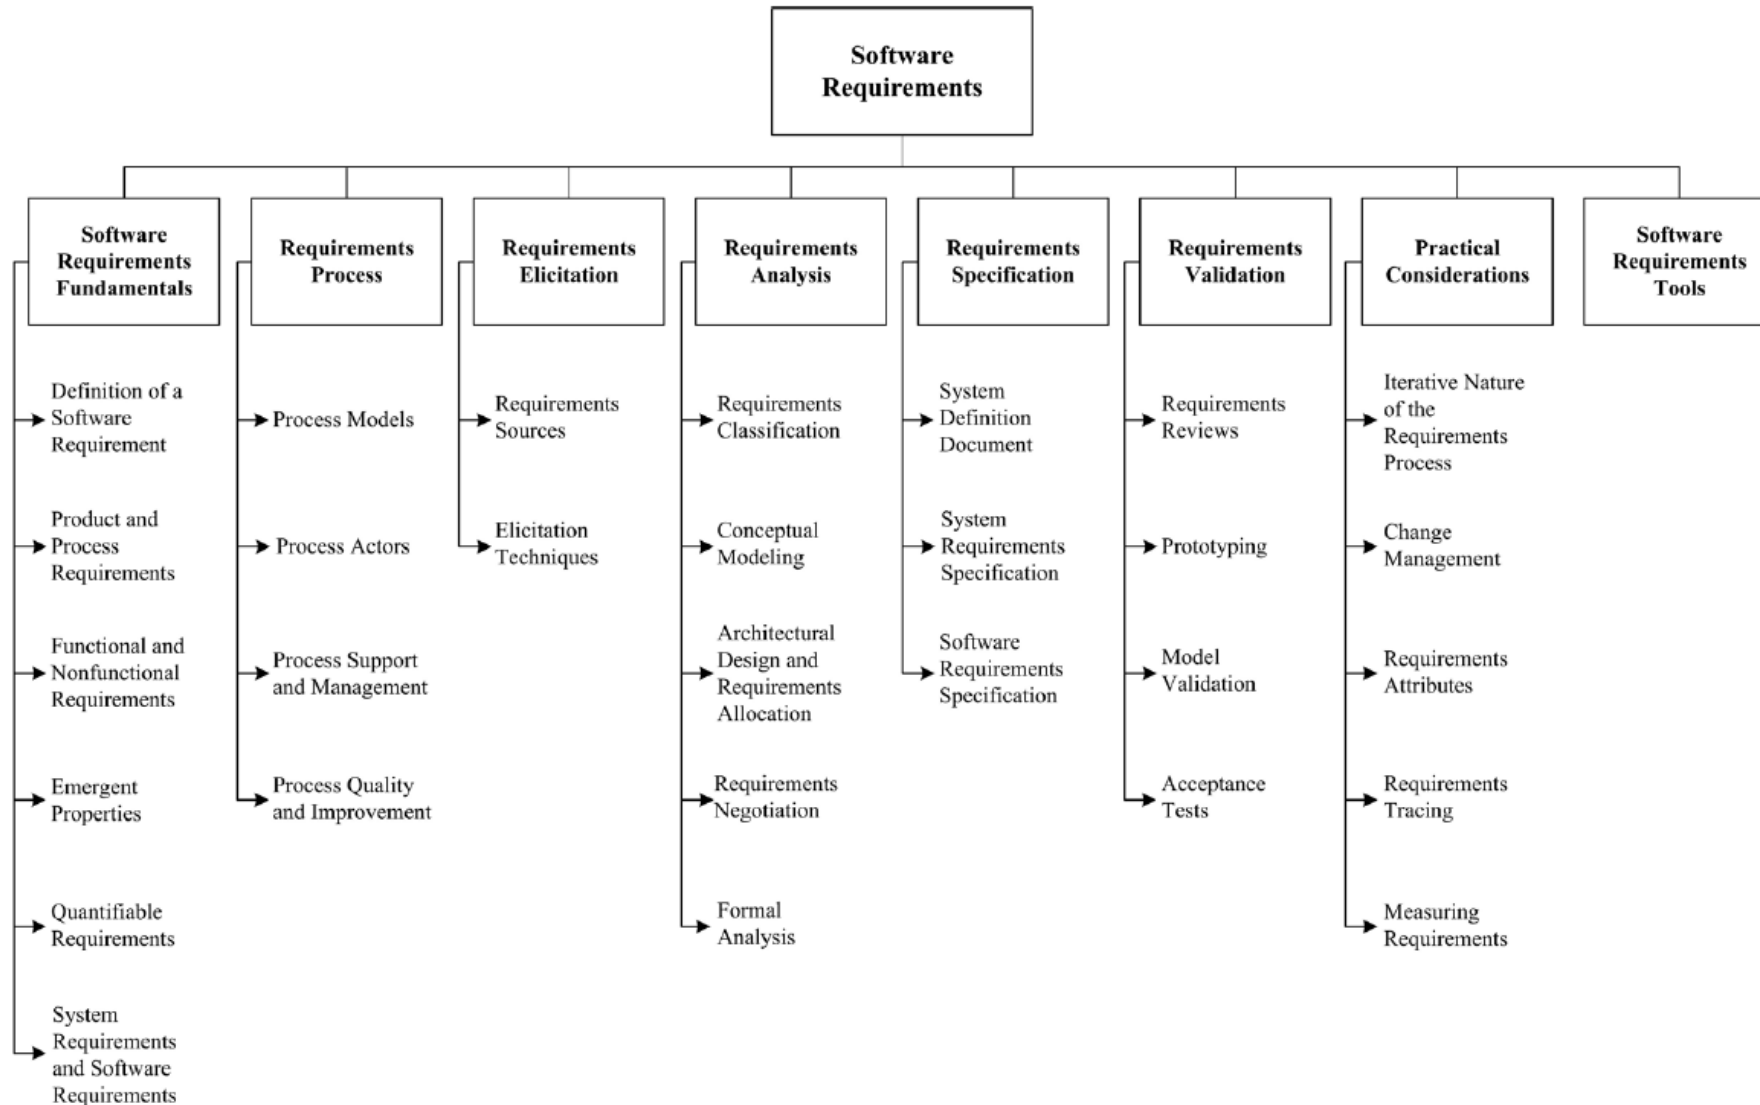 Software
Requirements
Software
Requirements
Fundamentals
Definition of a
Software
Requirement
Product and
Process
Requirements
Functional and
Nonfunctional
Requirements
Emergent
Properties
Quantifiable
Requirements
System
Requirements
and Software
Requirements
Requirements
Process
Process Models
Process Actors
Process Support
and Management
Process Quality
and Improvement
Requirements
Elicitation
Requirements
Sources
Elicitation
Techniques
Requirements
Analysis
Requirements
Classification
Conceptual
Modeling
Architectural
Design and
Requirements
Allocation
Requirements
Negotiation
Formal
Analysis
Requirements
Specification
System
Definition
Document
System
Requirements
Specification
Software
Requirements
Specification
Requirements
Validation
Requirements
Reviews
Prototyping
Model
Validation
Acceptance
Tests
Practical
Considerations
Iterative Nature
of the
Requirements
Process
Change
Management
Requirements
Attributes
Requirements
Tracing
Measuring
Requirements
Software
Requirements
Tools